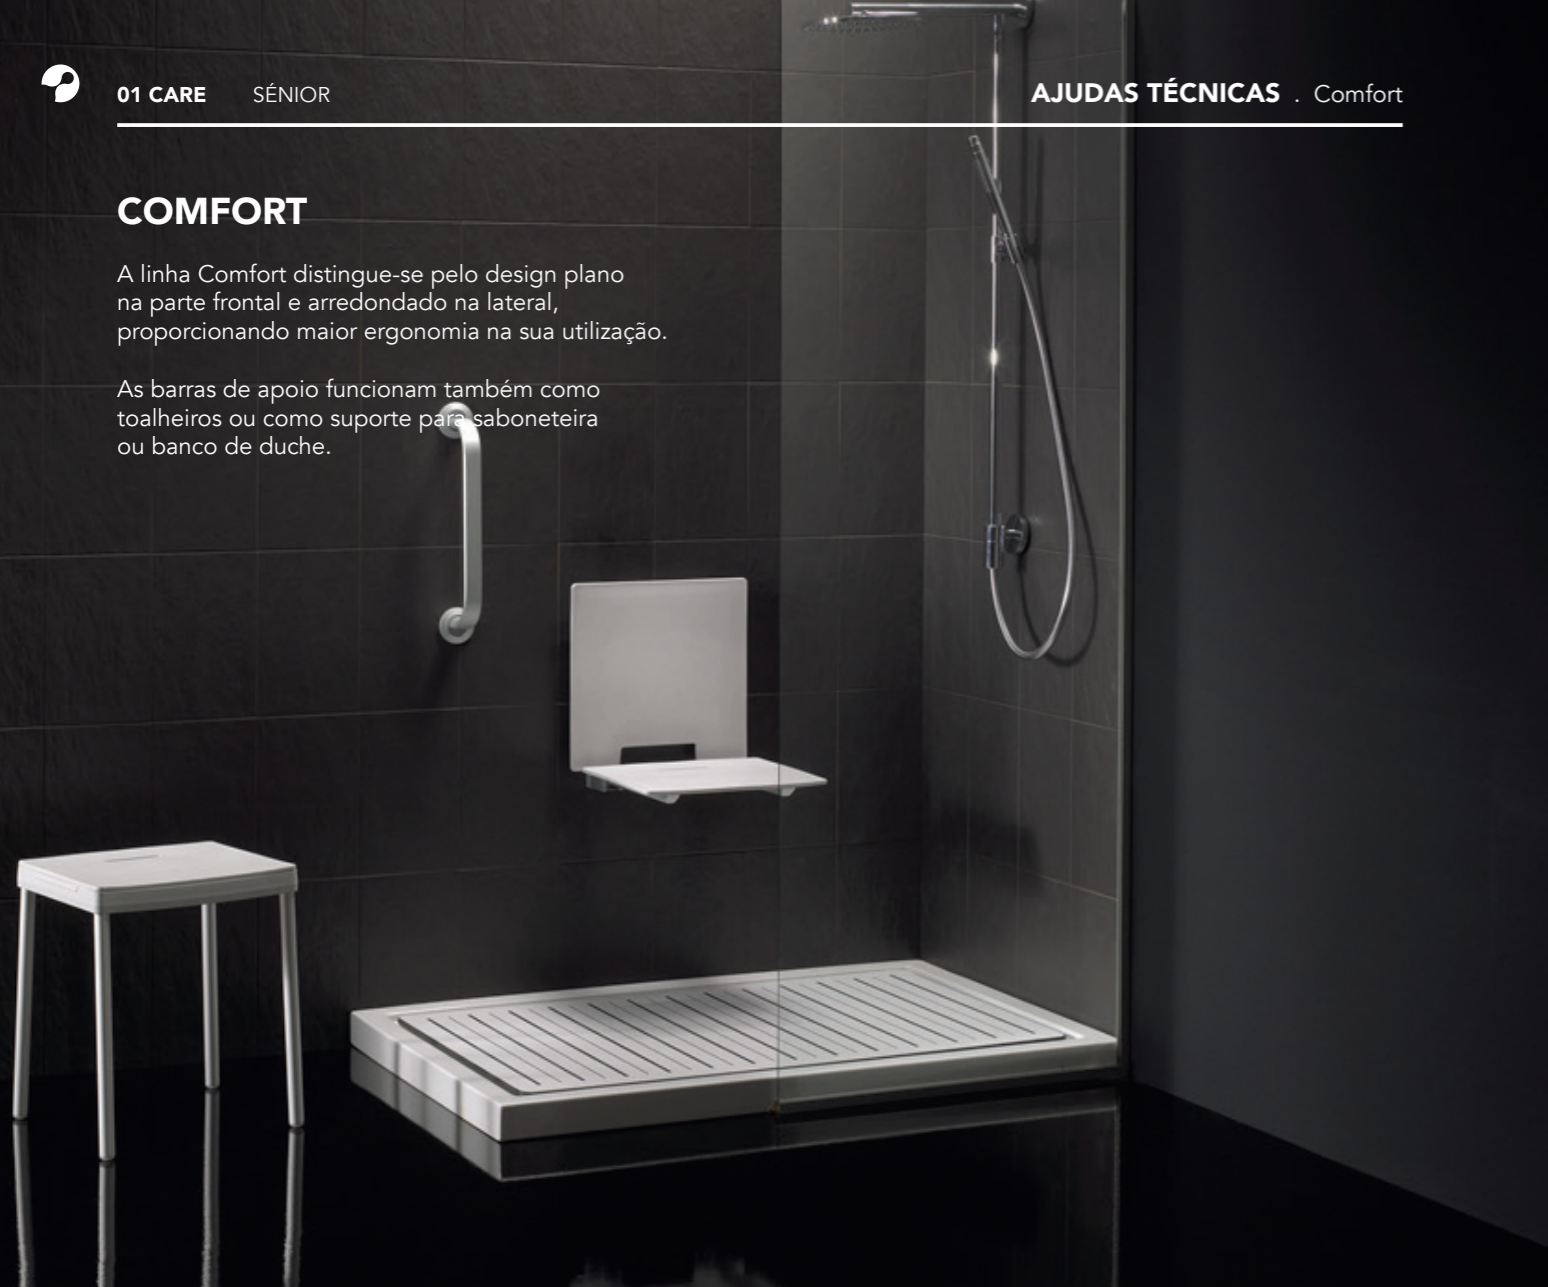 01 CARE SÉNIOR AJUDAS TÉCNICAS . Comfort
COMFORT
A linha Comfort distingue-se pelo design plano
na parte frontal e arredondado na lateral,
proporcionando maior ergonomia na sua utilização.
As barras de apoio funcionam também como
toalheiros ou como suporte para saboneteira
ou banco de duche.